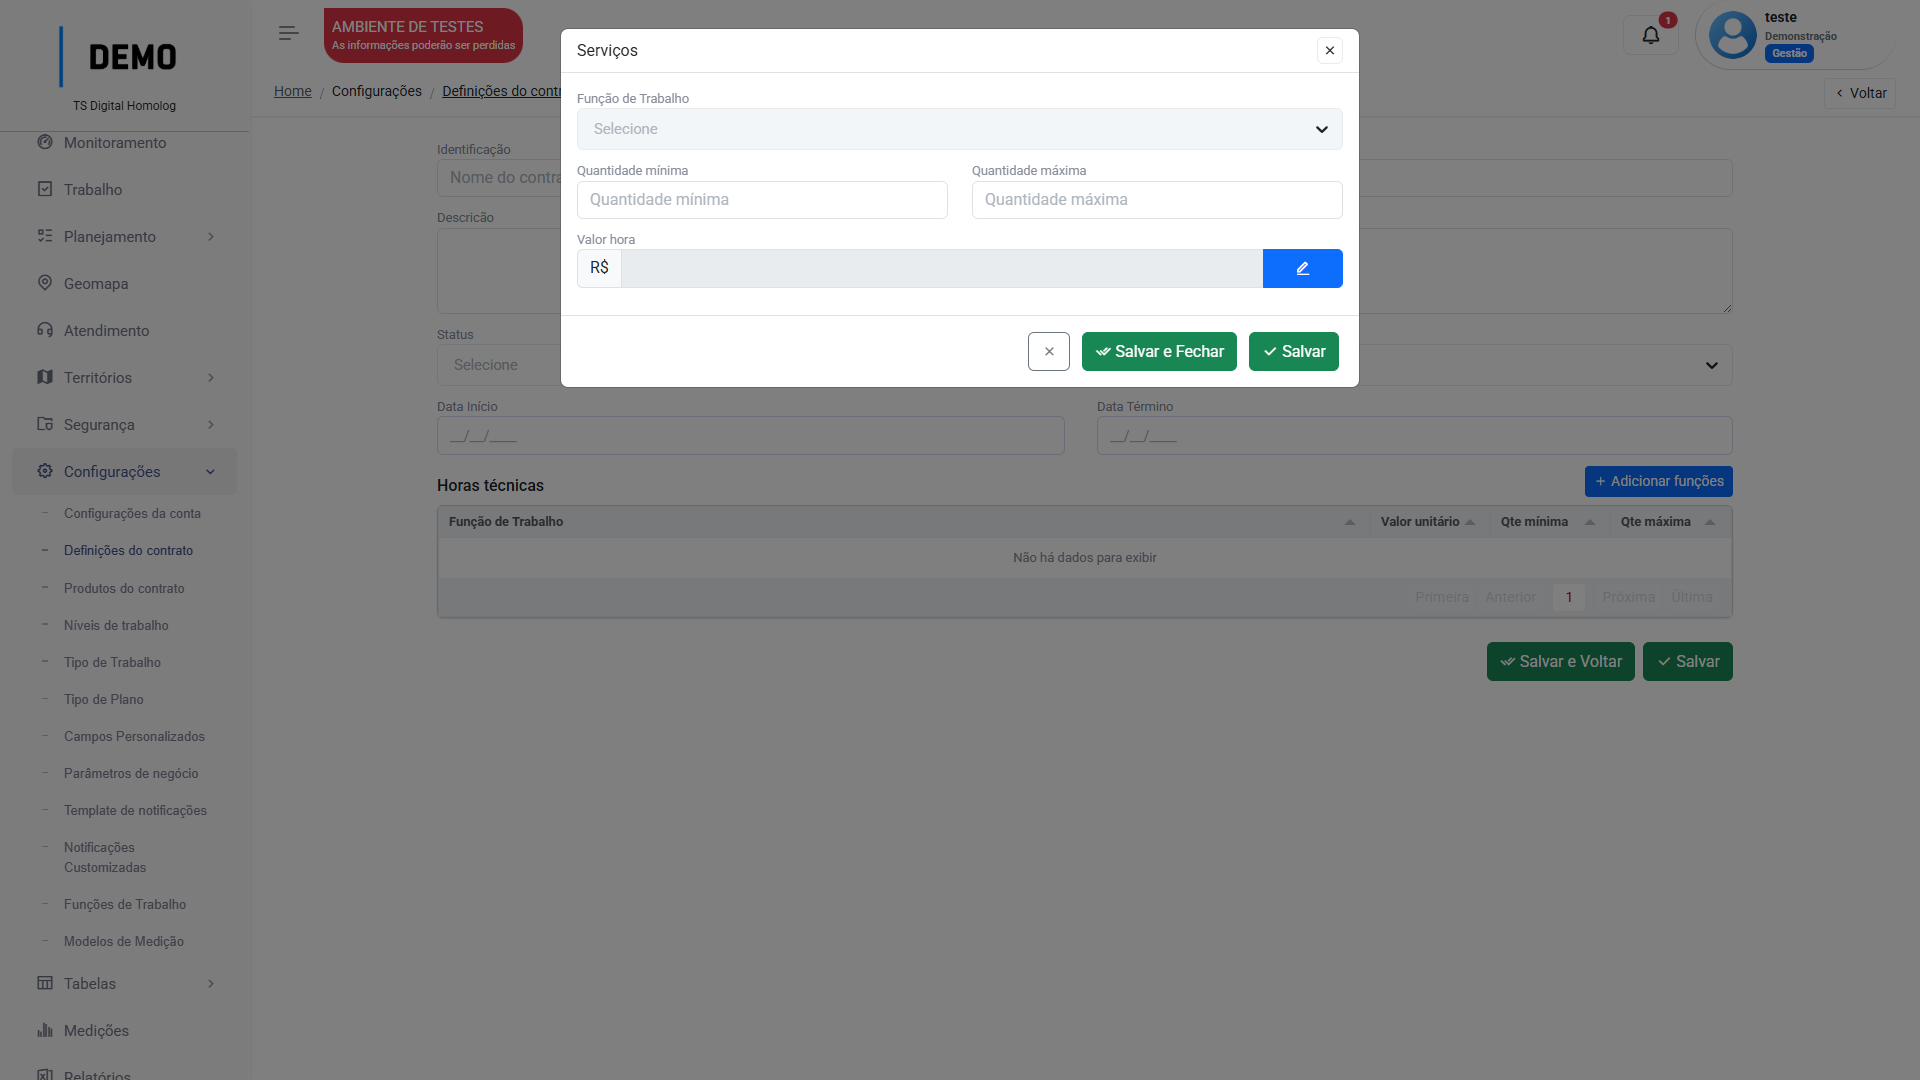 DEMO
TS Digital Homolog
Monitoramento
Trabalho
Planejamento
Geomapa
Atendimento
Territórios
Segurança
Configurações
Configurações da conta
Definições do contrato
Produtos do contrato
Níveis de trabalho
Tipo de Trabalho
Tipo de Plano
Campos Personalizados
Parâmetros de negócio
Template de notificações
Notificações
Customizadas
Funções de Trabalho
Modelos de Medição
Tabelas
Medições
Relatórios
AMBIENTE DE TESTES
As informações poderão ser perdidas
1
teste
Demonstração
Gestão
Home / Configurações / Definições do contr
Voltar
Serviços
Função de Trabalho
Selecione
Quantidade mínima
Quantidade máxima
Quantidade mínima
Quantidade máxima
Valor hora
R$
Salvar e Fechar
Salvar
Identificação
Nome do contra
Descricão
Status
Selecione
Data Início
Data Término
__/__/____
__/__/____
Horas técnicas
Adicionar funções
Função de Trabalho
Valor unitário
Qte mínima
Qte máxima
Não há dados para exibir
Primeira
Anterior
1
Próxima
Última
Salvar e Voltar
Salvar